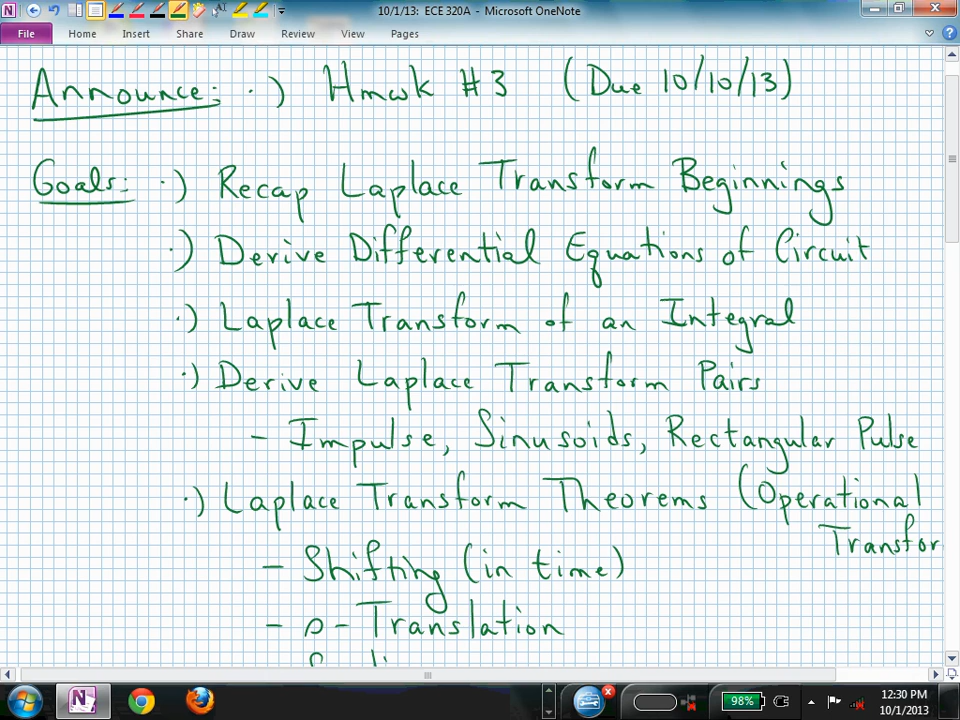 10/1/13: ECE 320A - Microsoft OneNote
File Home Insert Share Draw Review View Pages
Announce: ·) Hmwk #3 (Due 10/10/13)
Goals: ·) Recap Laplace Transform Beginnings
·) Derive Differential Equations of Circuit
·) Laplace Transform of an Integral
·) Derive Laplace Transform Pairs
- Impulse, Sinusoids, Rectangular Pulse
·) Laplace Transform Theorems (Operational
Transfor
- Shifting (in time)
- s - Translation
98% 12:30 PM
10/1/2013